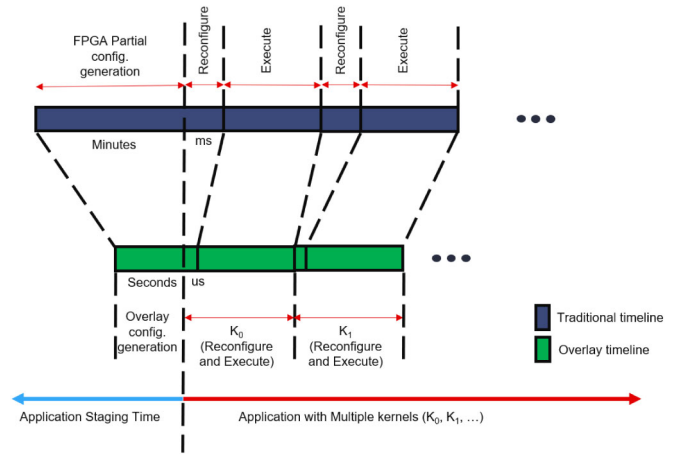 FPGA Partial
config.
generation
Reconfigure
Execute
Reconfigure
Execute
Minutes
ms
Seconds
us
Overlay
config.
generation
K0
(Reconfigure
and Execute)
K1
(Reconfigure
and Execute)
Traditional timeline
Overlay timeline
Application Staging Time
Application with Multiple kernels (K0, K1, …)